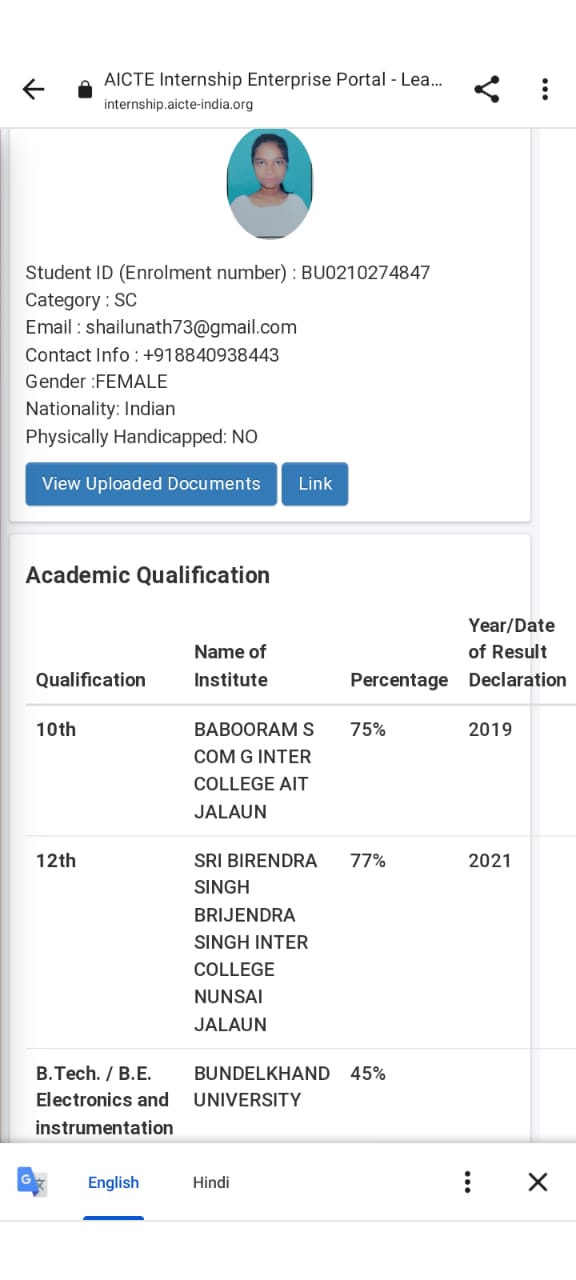 AICTE Internship Enterprise Portal - Lea...
internship.aicte-india.org
Student ID (Enrolment number) : BU0210274847
Category : SC
Email : shailunath73@gmail.com
Contact Info : +918840938443
Gender :FEMALE
Nationality: Indian
Physically Handicapped: NO
View Uploaded Documents Link
Academic Qualification
Year/Date
Name of of Result
Qualification Institute Percentage Declaration
10th BABOORAM S 75% 2019
COM G INTER
COLLEGE AIT
JALAUN
12th SRI BIRENDRA 77% 2021
SINGH
BRIJENDRA
SINGH INTER
COLLEGE
NUNSAI
JALAUN
B.Tech. / B.E. BUNDELKHAND 45%
Electronics and UNIVERSITY
instrumentation
G English Hindi